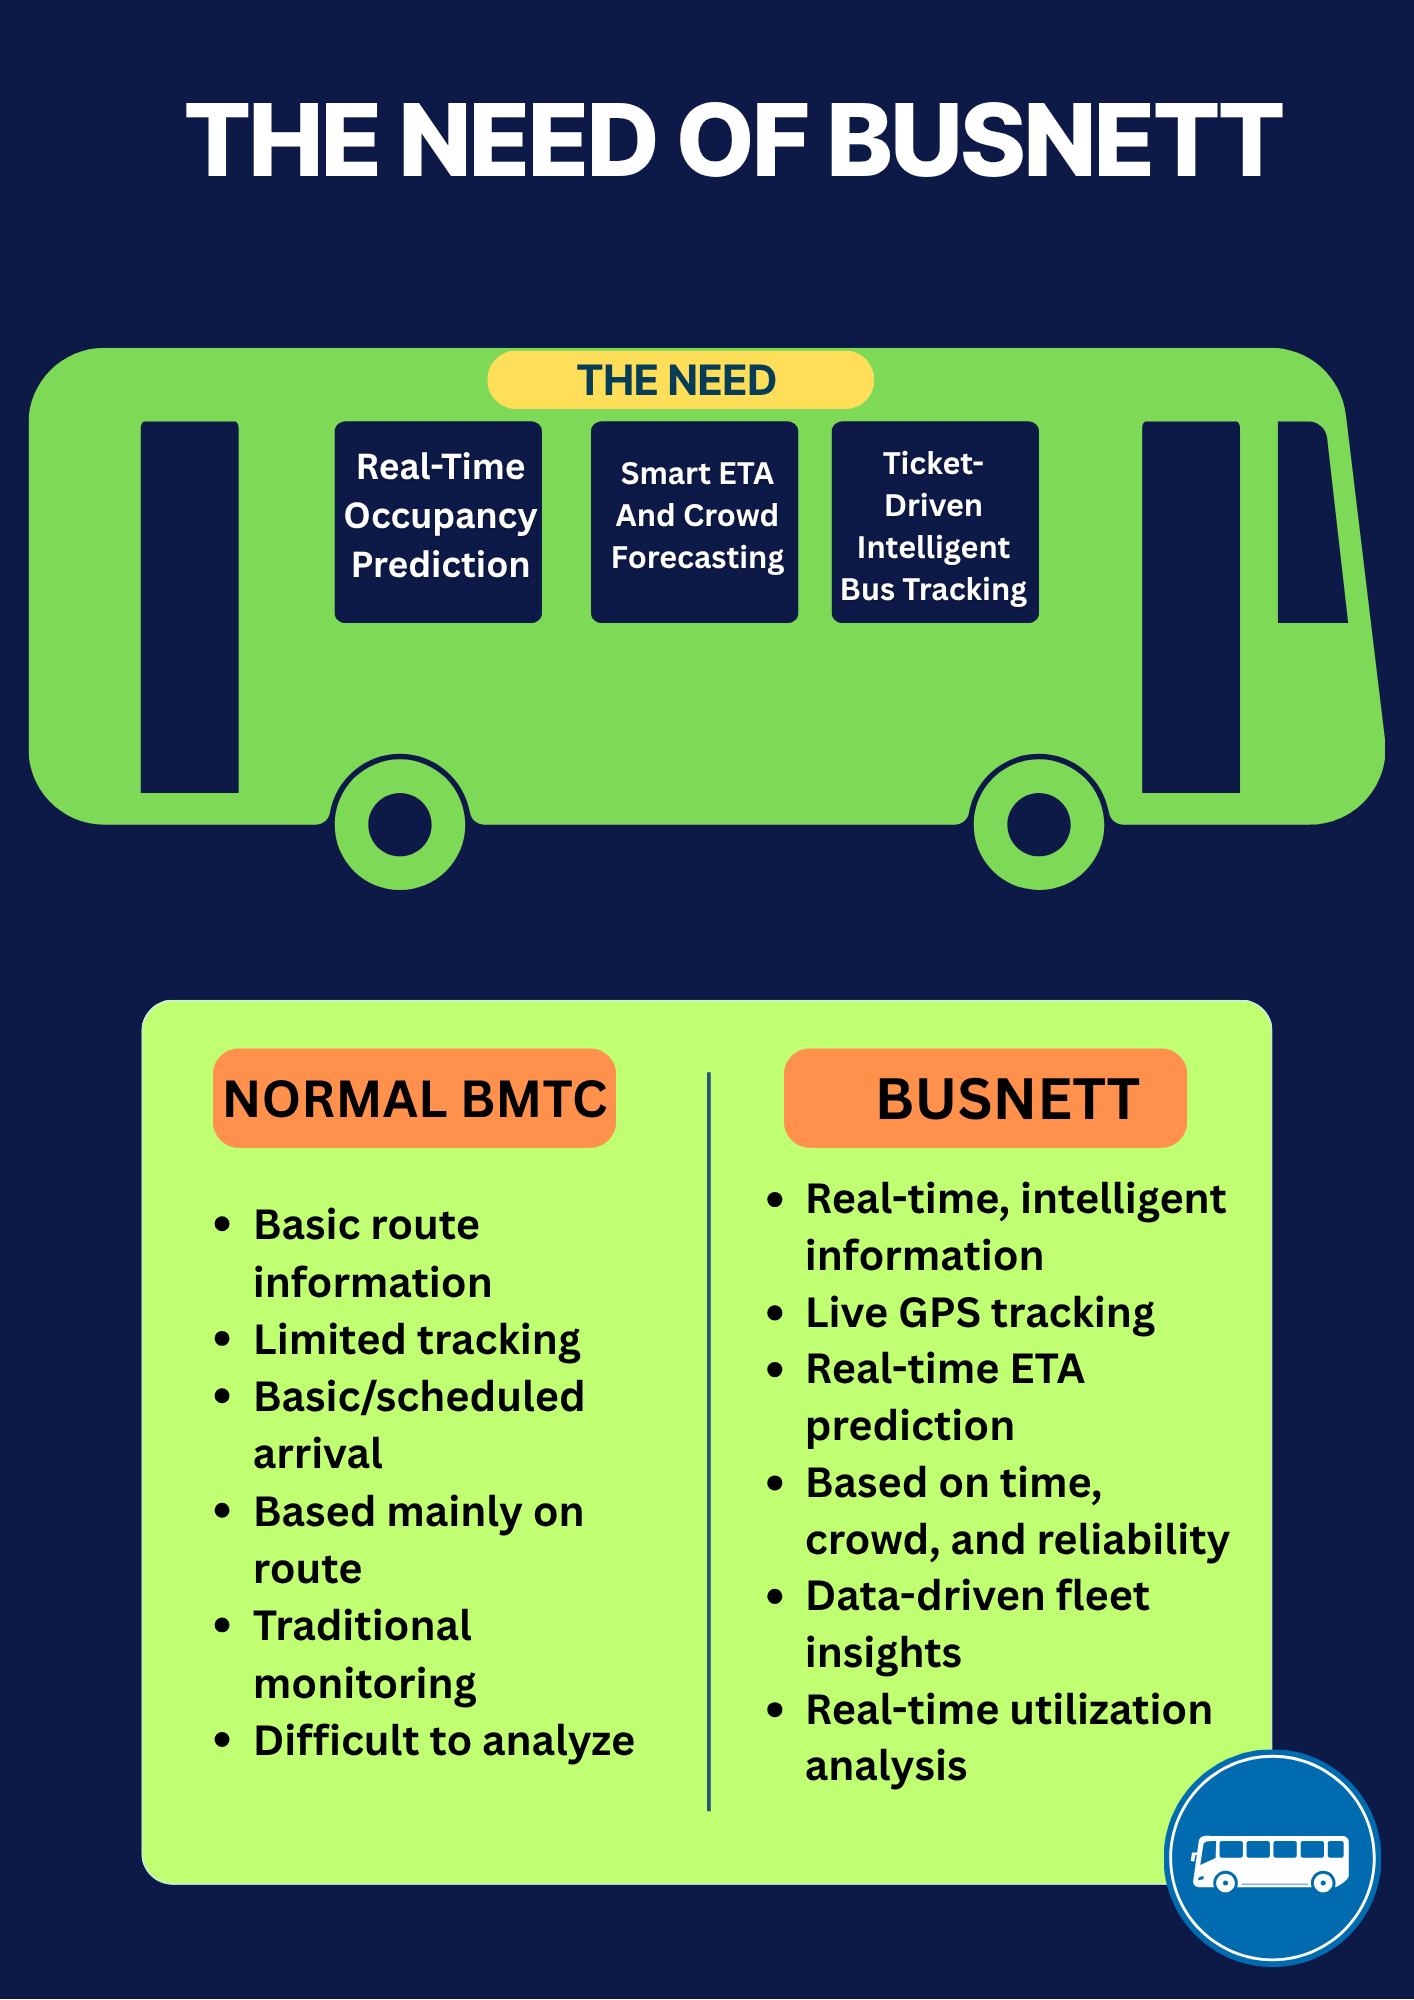 THE NEED OF BUSNETT
THE NEED
Real-Time
Occupancy
Prediction
Smart ETA
And Crowd
Forecasting
Ticket-
Driven
Intelligent
Bus Tracking
NORMAL BMTC
• Basic route
information
• Limited tracking
• Basic/scheduled
arrival
• Based mainly on
route
• Traditional
monitoring
• Difficult to analyze
BUSNETT
• Real-time, intelligent
information
• Live GPS tracking
• Real-time ETA
prediction
• Based on time,
crowd, and reliability
• Data-driven fleet
insights
• Real-time utilization
analysis